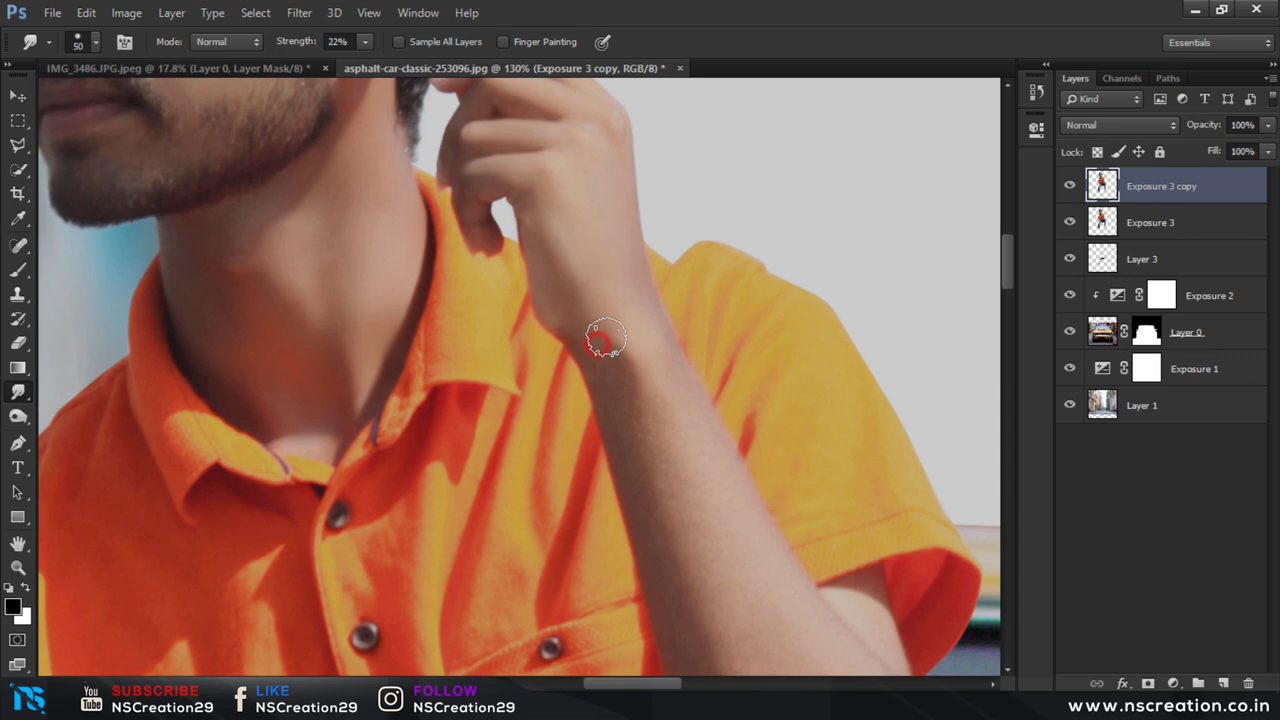 Ps File Edit Image Layer Type Select Filter 3D View Window Help
50 Mode: Normal Strength: 22% Sample All Layers Finger Painting Essentials
IMG_3486.JPG.jpeg @ 17.8% (Layer 0, Layer Mask/8) * × asphalt-car-classic-253096.jpg @ 130% (Exposure 3 copy, RGB/8) * ×
Layers Channels Paths
Kind
Normal Opacity: 100%
Lock: Fill: 100%
Exposure 3 copy
Exposure 3
Layer 3
Exposure 2
Layer 0
Exposure 1
Layer 1
T
fx
NS You Tube SUBSCRIBE
NSCreation29
f LIKE
NSCreation29
FOLLOW
NSCreation29
www.nscreation.co.in